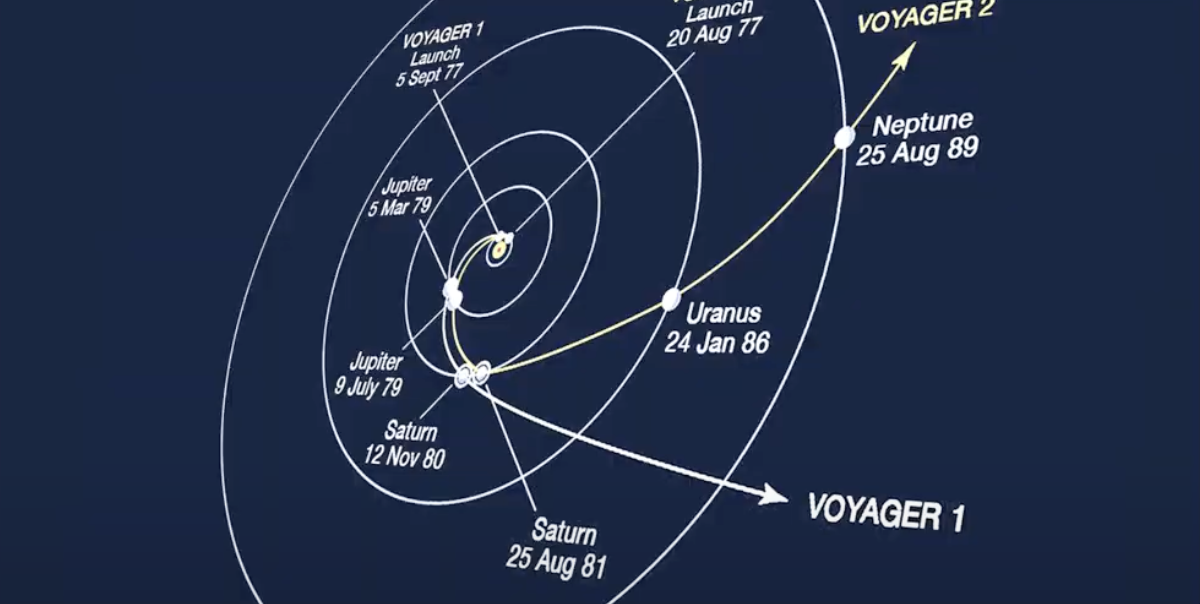 VOYAGER 1
Launch
5 Sept 77
Launch
20 Aug 77
VOYAGER 2
Neptune
25 Aug 89
Jupiter
5 Mar 79
Uranus
24 Jan 86
Jupiter
9 July 79
Saturn
12 Nov 80
VOYAGER 1
Saturn
25 Aug 81